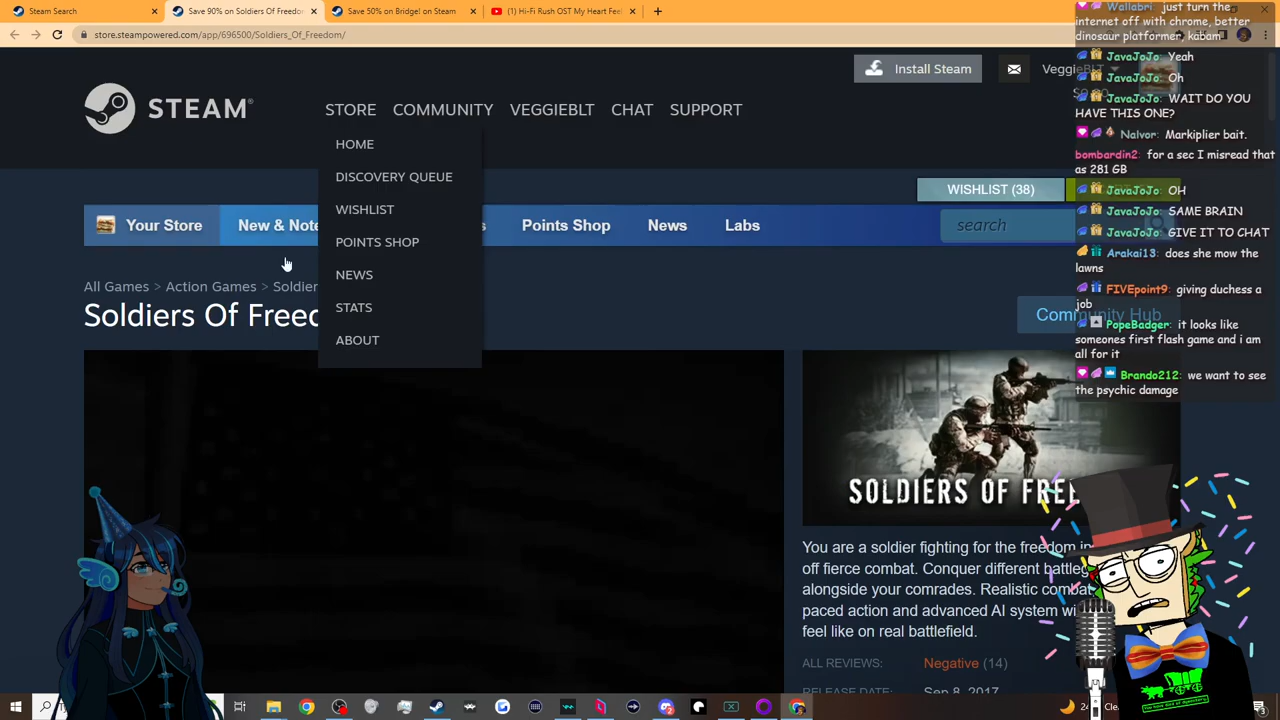 Steam Search
Save 90% on Soldiers Of Freedom
Save 50% on Bridge! on Steam
(1) Hi-Fi Rush OST My Heart Feel
store.steampowered.com/app/696500/Soldiers_Of_Freedom/
Install Steam
VeggieBLT
STEAM®
STORE COMMUNITY VEGGIEBLT CHAT SUPPORT
HOME
DISCOVERY QUEUE
WISHLIST
POINTS SHOP
NEWS
STATS
ABOUT
WISHLIST (38)
Your Store
New & Note
Points Shop
News
Labs
search
All Games > Action Games > Soldier
Soldiers Of Freed
Community Hub
SOLDIERS OF FREE
You are a soldier fighting for the freedom in
off fierce combat. Conquer different battleg
alongside your comrades. Realistic combat
paced action and advanced AI system wi
feel like on real battlefield.
ALL REVIEWS: Negative (14)
RELEASE DATE: Sep 8, 2017
Wallabri: just turn the
internet off with chrome, better
dinosaur platformer, kabam
JavaJoJo: Yeah
JavaJoJo: Oh
JavaJoJo: WAIT DO YOU
HAVE THIS ONE?
Nalvor: Markiplier bait.
bombardin2: for a sec I misread that
as 281 GB
JavaJoJo: OH
JavaJoJo: SAME BRAIN
JavaJoJo: GIVE IT TO CHAT
Arakai13: does she mow the
lawns
FIVEpoint9: giving duchess a
job
PopeBadger: it looks like
someones first flash game and i am
all for it
Brando212: we want to see
the psychic damage